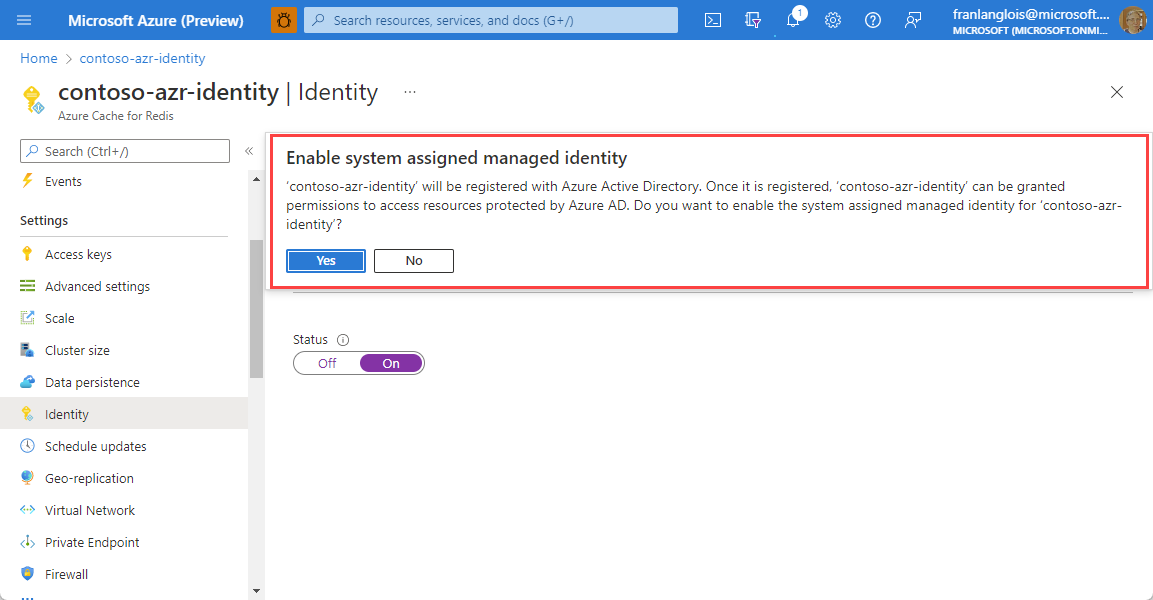 Microsoft Azure (Preview)
Search resources, services, and docs (G+/)
1
franlanglois@microsoft....
MICROSOFT (MICROSOFT.ONMI...
Home > contoso-azr-identity
contoso-azr-identity | Identity ...
Azure Cache for Redis
Search (Ctrl+/)
«
Events
Settings
Access keys
Advanced settings
Scale
Cluster size
Data persistence
Identity
Schedule updates
Geo-replication
Virtual Network
Private Endpoint
Firewall
Enable system assigned managed identity
‘contoso-azr-identity’ will be registered with Azure Active Directory. Once it is registered, ‘contoso-azr-identity’ can be granted
permissions to access resources protected by Azure AD. Do you want to enable the system assigned managed identity for ‘contoso-azr-
identity’?
Yes No
Status
Off On